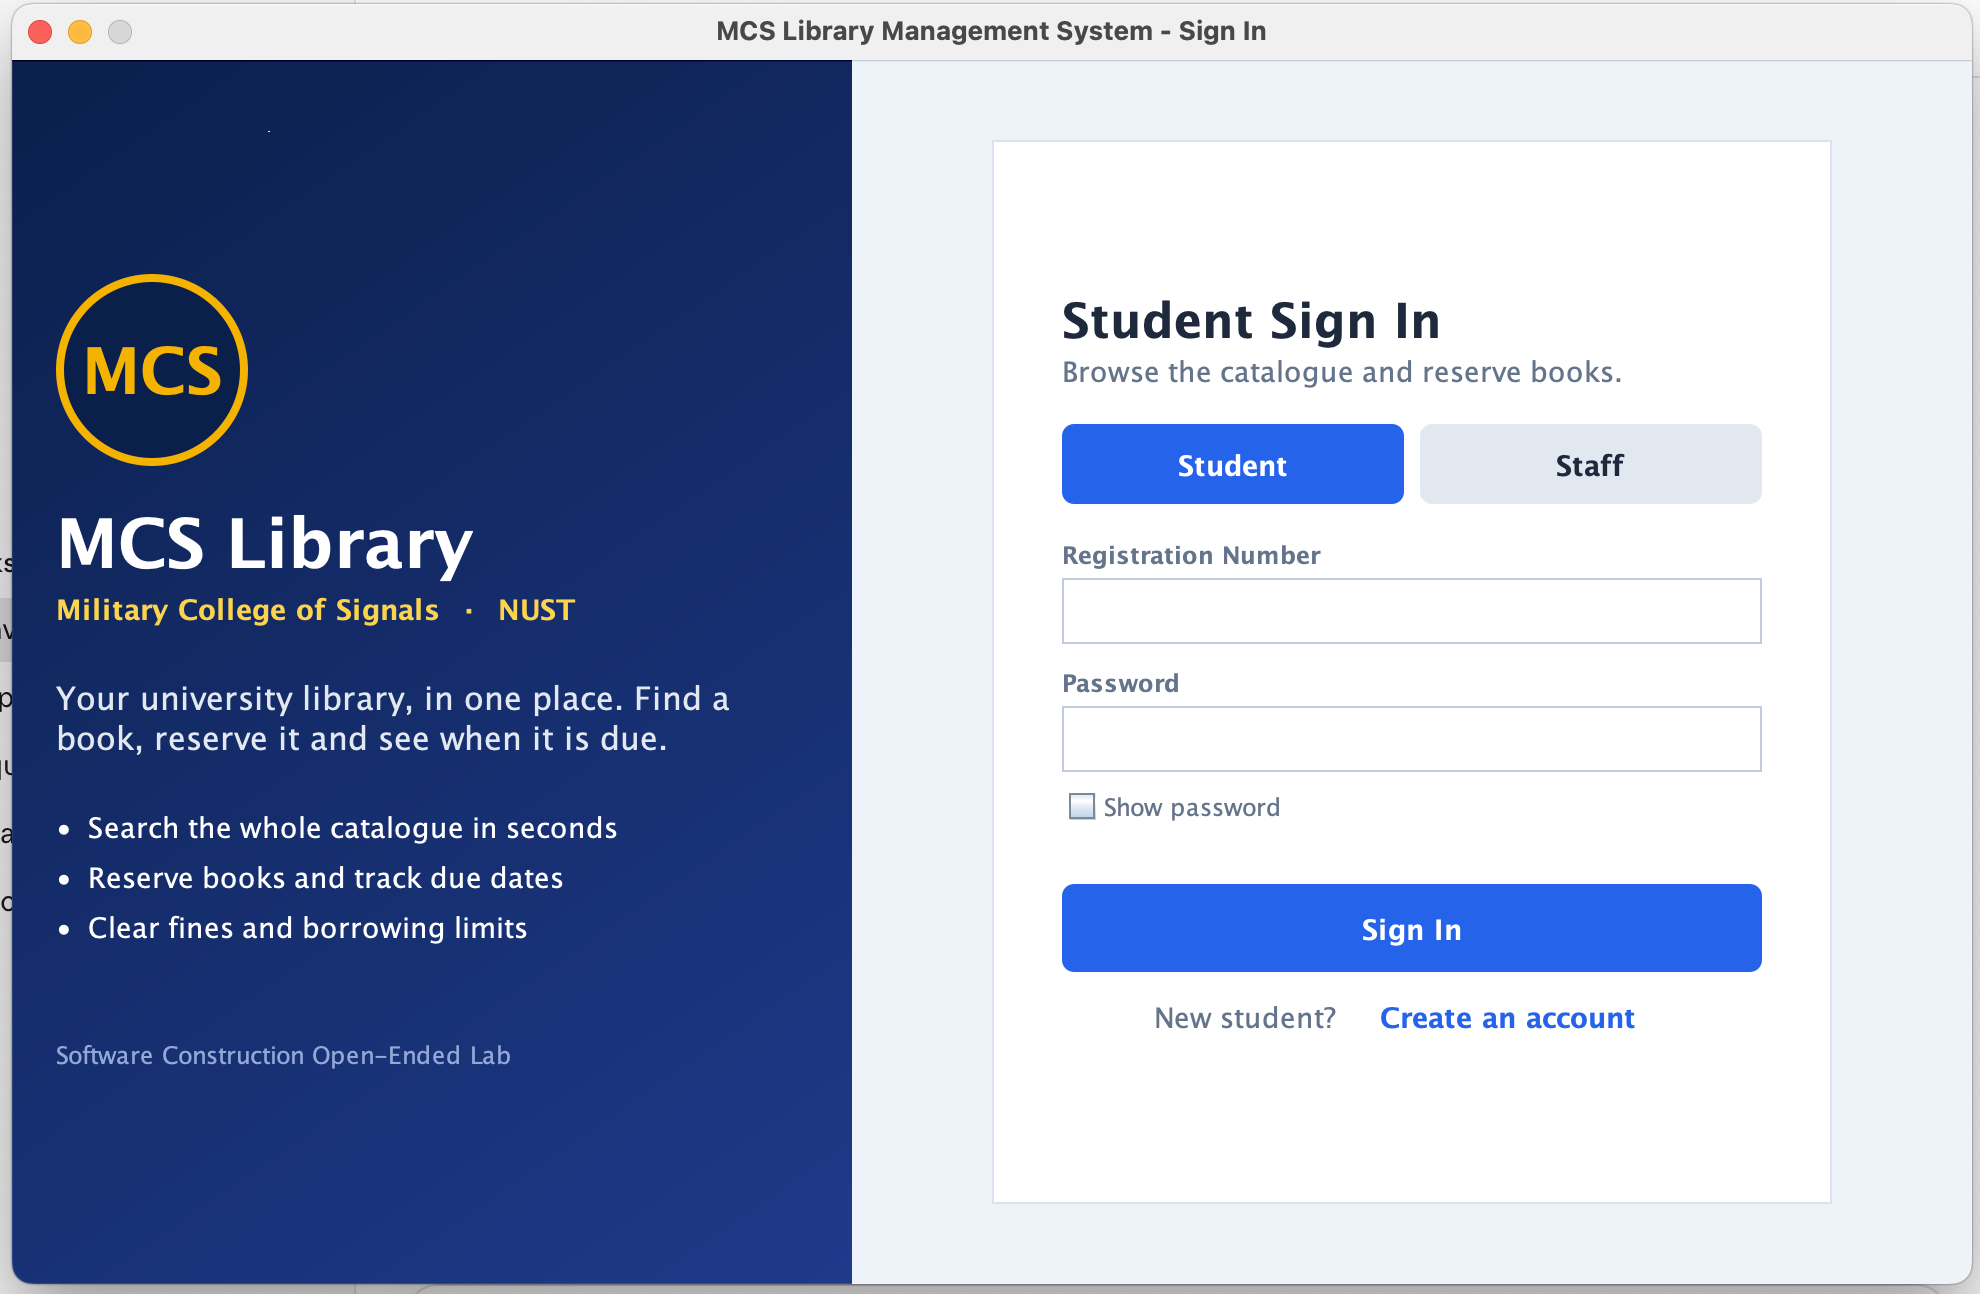 MCS Library Management System - Sign In
MCS
MCS Library
Military College of Signals · NUST
Your university library, in one place. Find a
book, reserve it and see when it is due.
• Search the whole catalogue in seconds
• Reserve books and track due dates
• Clear fines and borrowing limits
Software Construction Open-Ended Lab
Student Sign In
Browse the catalogue and reserve books.
Student
Staff
Registration Number
Password
Show password
Sign In
New student? Create an account